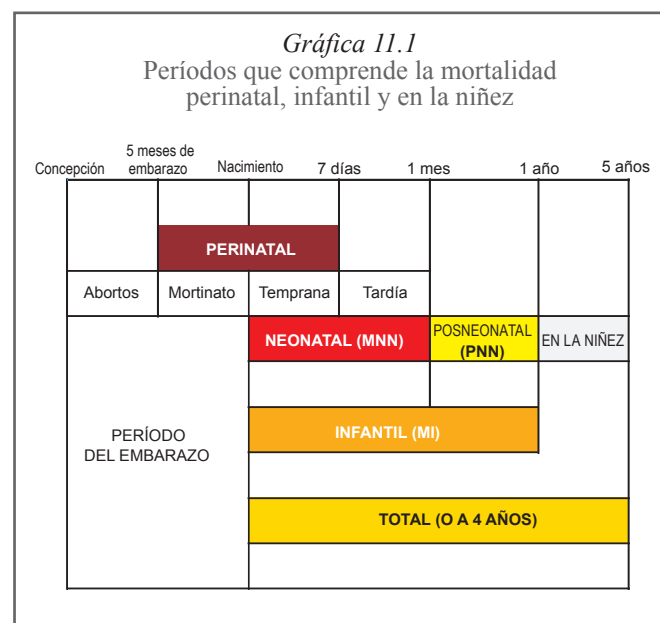 Gráfica 11.1
Períodos que comprende la mortalidad
perinatal, infantil y en la niñez
Concepción
5 meses de
embarazo
Nacimiento
7 días
1 mes
1 año
5 años
PERINATAL
Abortos
Mortinato
Temprana
Tardía
NEONATAL (MNN)
POSNEONATAL
(PNN)
EN LA NIÑEZ
PERÍODO
DEL EMBARAZO
INFANTIL (MI)
TOTAL (O A 4 AÑOS)